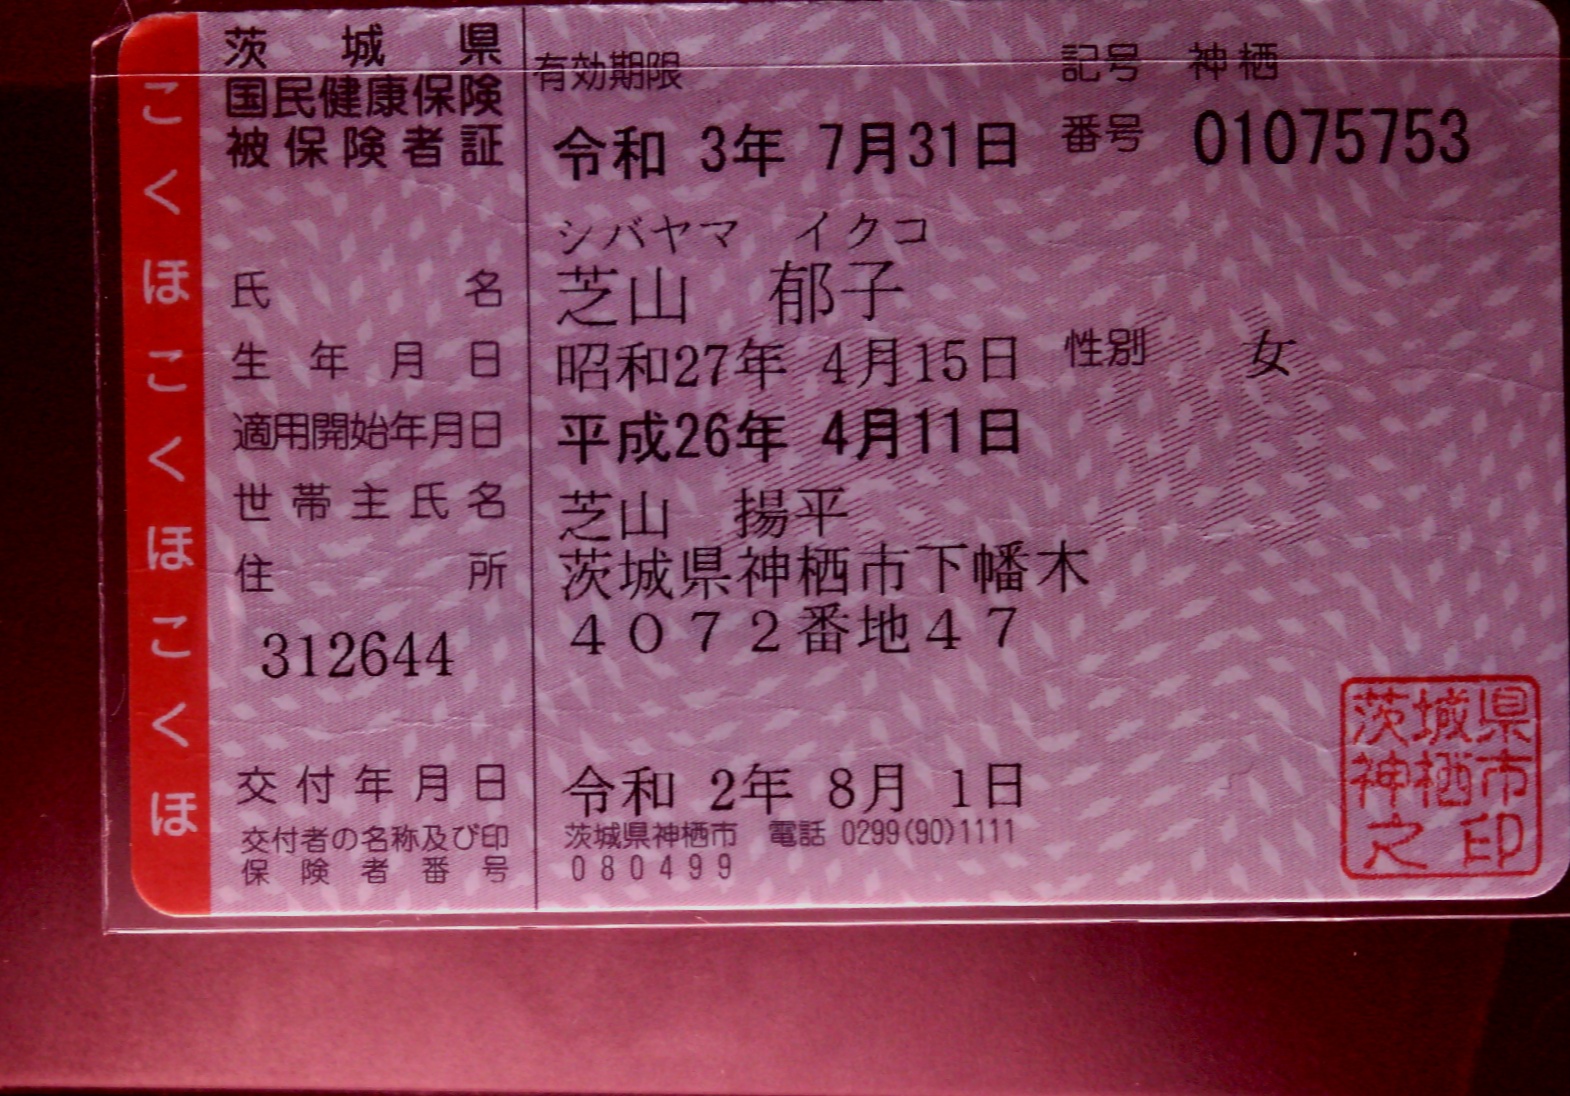 こくほこくほこくほ
茨城県
国民健康保険
被保険者証
有効期限
令和 3年 7月31日
記号 神栖
番号 01075753
シバヤマ イクコ
氏名 芝山 郁子
生年月日 昭和27年 4月15日 性別 女
適用開始年月日 平成26年 4月11日
世帯主氏名 芝山 揚平
住所 茨城県神栖市下幡木
4072番地47
312644
交付年月日 令和 2年 8月 1日
交付者の名称及び印 茨城県神栖市 電話 0299(90)1111
保険者番号 080499
茨城県
神栖市
之印